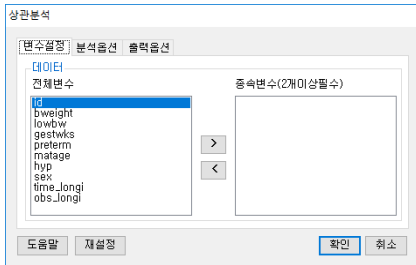 상관분석
변수설정 분석옵션 출력옵션
데이터
전체변수 종속변수(2개이상필수)
id
bweight
lowbw
gestwks
preterm
matage
hyp
sex
time_longi
obs_longi
>
<
도움말 재설정 확인 취소